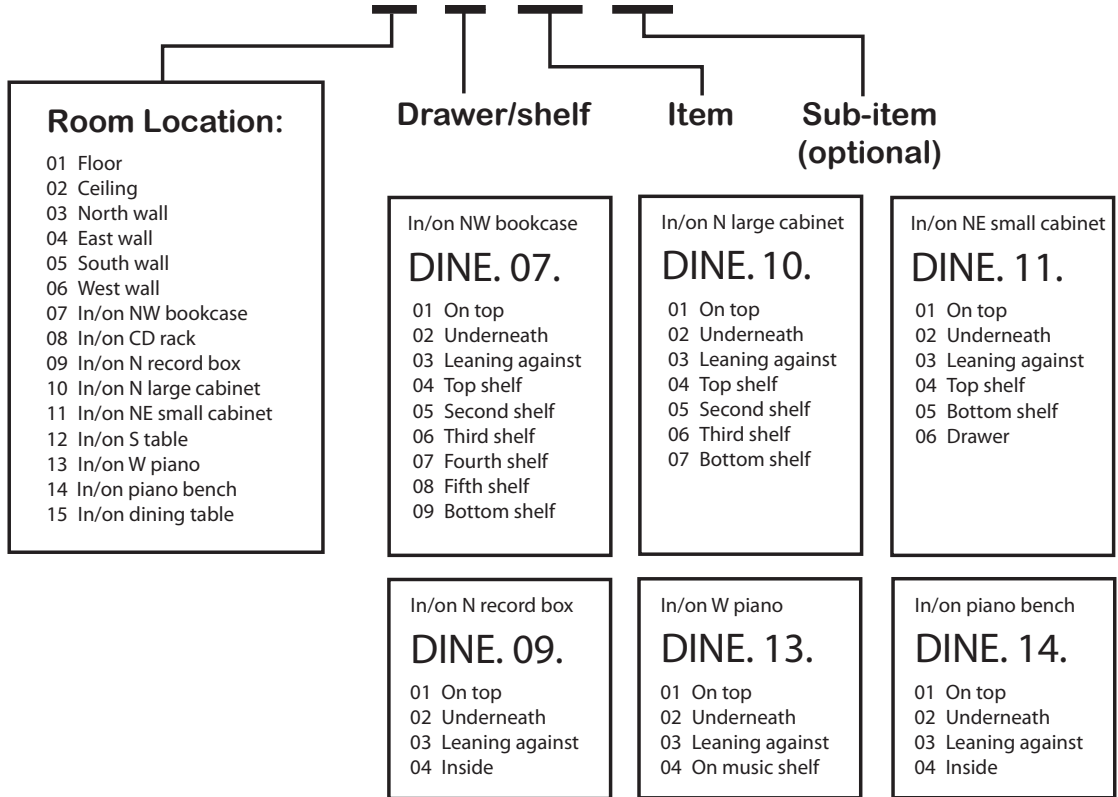 Room Location:
01 Floor
02 Ceiling
03 North wall
04 East wall
05 South wall
06 West wall
07 In/on NW bookcase
08 In/on CD rack
09 In/on N record box
10 In/on N large cabinet
11 In/on NE small cabinet
12 In/on S table
13 In/on W piano
14 In/on piano bench
15 In/on dining table
Drawer/shelf
Item
Sub-item
(optional)
In/on NW bookcase
DINE. 07.
01 On top
02 Underneath
03 Leaning against
04 Top shelf
05 Second shelf
06 Third shelf
07 Fourth shelf
08 Fifth shelf
09 Bottom shelf
In/on N large cabinet
DINE. 10.
01 On top
02 Underneath
03 Leaning against
04 Top shelf
05 Second shelf
06 Third shelf
07 Bottom shelf
In/on NE small cabinet
DINE. 11.
01 On top
02 Underneath
03 Leaning against
04 Top shelf
05 Bottom shelf
06 Drawer
In/on N record box
DINE. 09.
01 On top
02 Underneath
03 Leaning against
04 Inside
In/on W piano
DINE. 13.
01 On top
02 Underneath
03 Leaning against
04 On music shelf
In/on piano bench
DINE. 14.
01 On top
02 Underneath
03 Leaning against
04 Inside